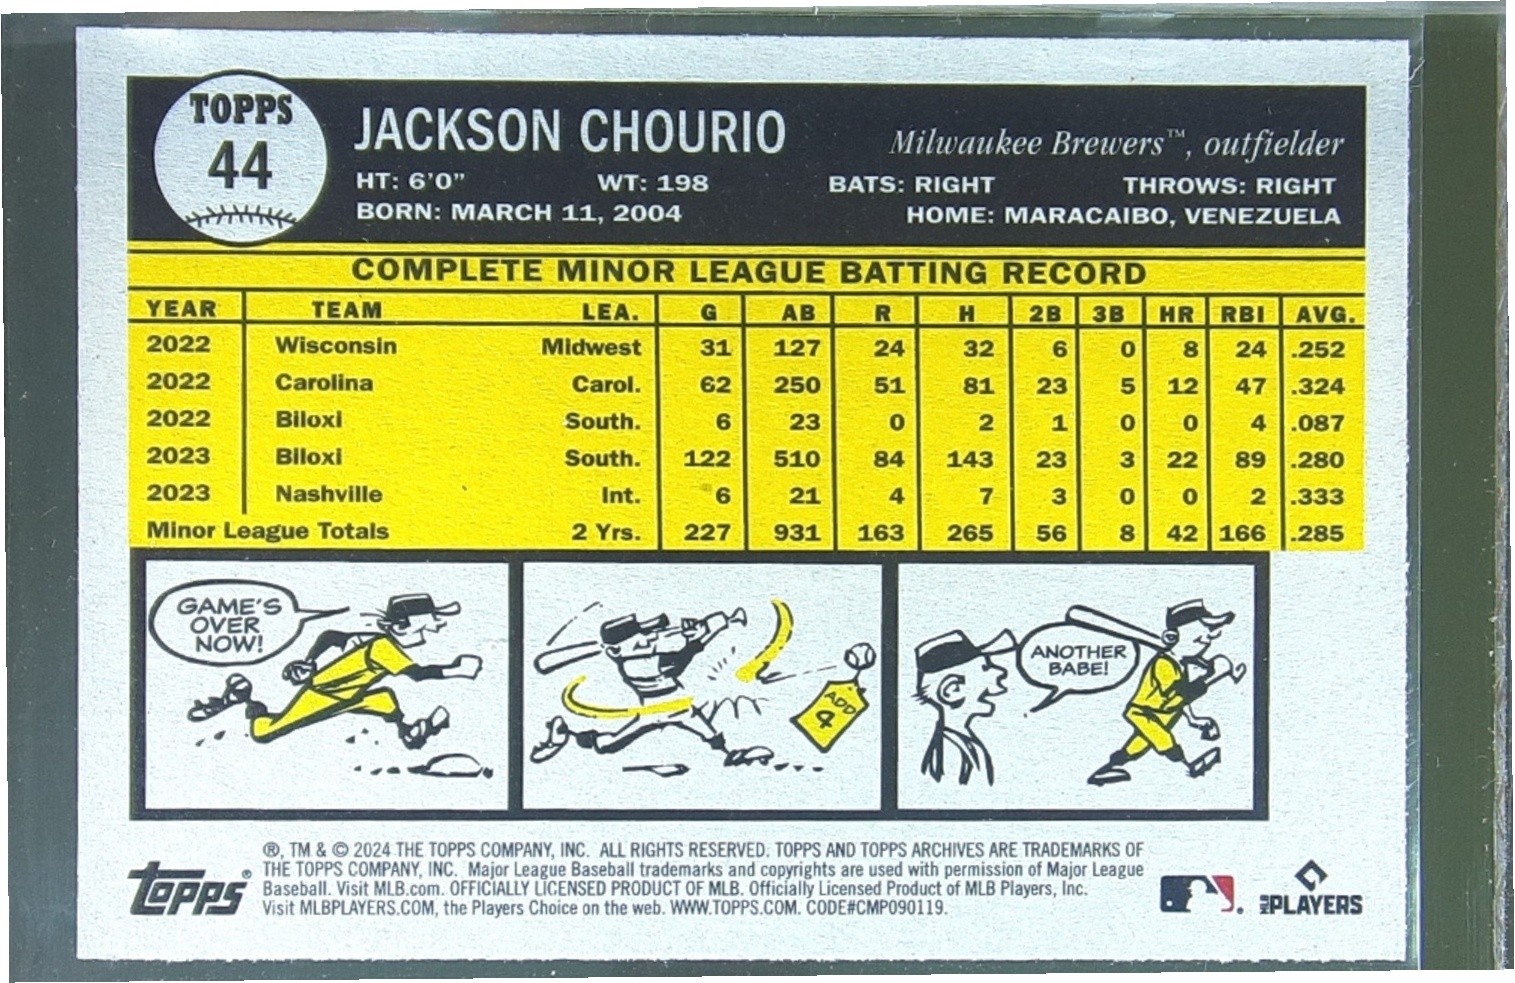 TOPPS
44
JACKSON CHOURIO
Milwaukee Brewers™, outfielder
HT: 6'0" WT: 198 BATS: RIGHT THROWS: RIGHT
BORN: MARCH 11, 2004 HOME: MARACAIBO, VENEZUELA
COMPLETE MINOR LEAGUE BATTING RECORD
YEAR TEAM LEA. G AB R H 2B 3B HR RBI AVG.
2022 Wisconsin Midwest 31 127 24 32 6 0 8 24 .252
2022 Carolina Carol. 62 250 51 81 23 5 12 47 .324
2022 Biloxi South. 6 23 0 2 1 0 0 4 .087
2023 Biloxi South. 122 510 84 143 23 3 22 89 .280
2023 Nashville Int. 6 21 4 7 3 0 0 2 .333
Minor League Totals 2 Yrs. 227 931 163 265 56 8 42 166 .285
GAME'S
OVER
NOW!
ADD
9
ANOTHER
BABE!
®, TM & © 2024 THE TOPPS COMPANY, INC. ALL RIGHTS RESERVED. TOPPS AND TOPPS ARCHIVES ARE TRADEMARKS OF
THE TOPPS COMPANY, INC. Major League Baseball trademarks and copyrights are used with permission of Major League
Baseball. Visit MLB.com. OFFICIALLY LICENSED PRODUCT OF MLB. Officially Licensed Product of MLB Players, Inc.
Visit MLBPLAYERS.COM, the Players Choice on the web. WWW.TOPPS.COM. CODE#CMP090119.
TOPPS®
MLB PLAYERS